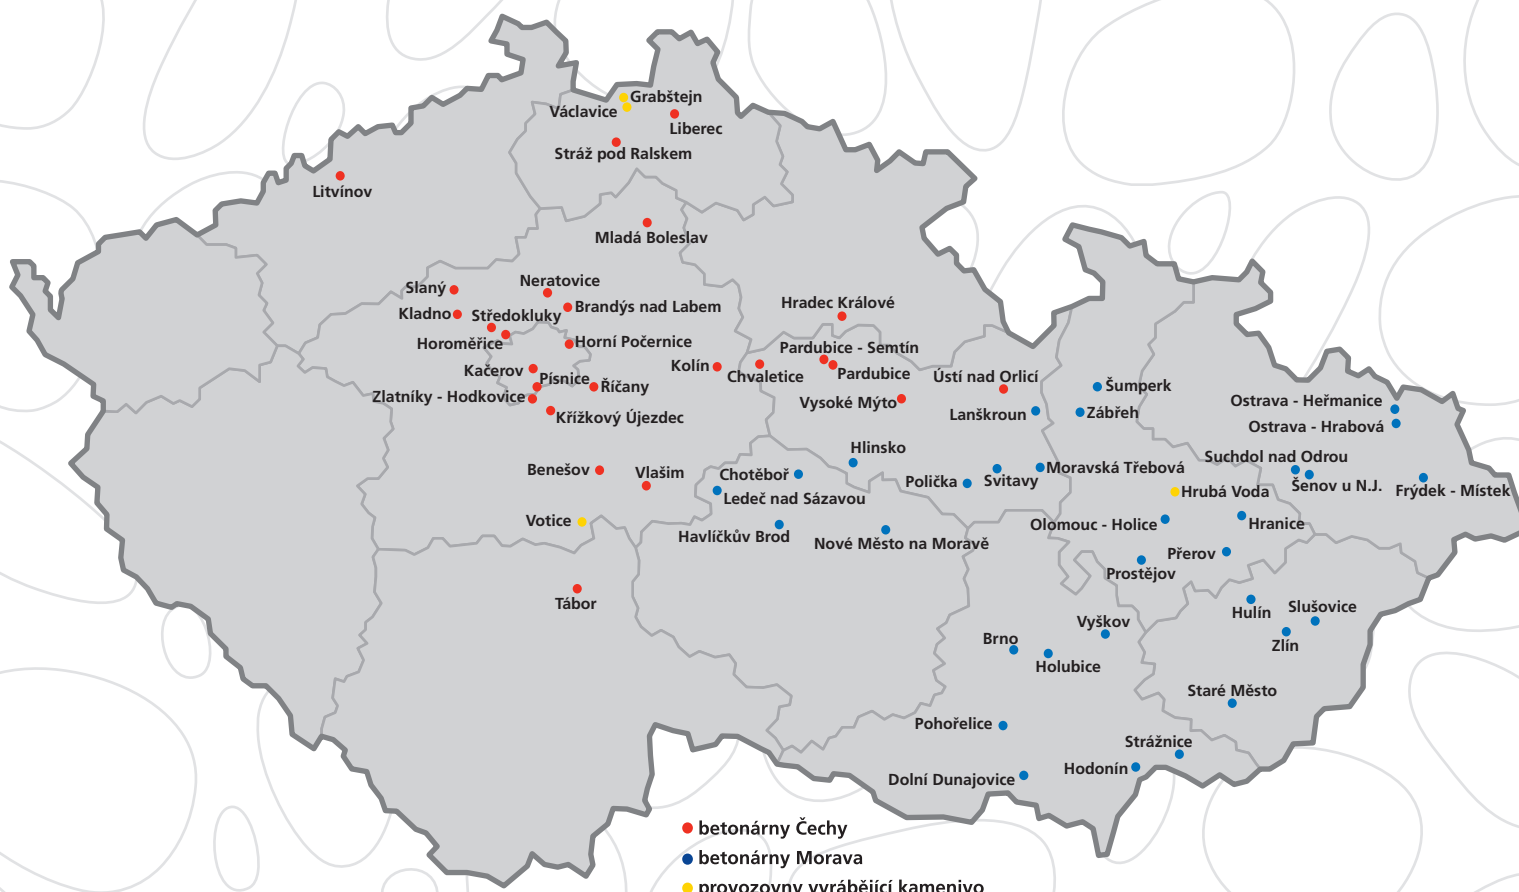 Grabštejn
Václavice
Liberec
Stráž pod Ralskem
Litvínov
Mladá Boleslav
Neratovice
Slaný
Brandýs nad Labem
Hradec Králové
Kladno
Středokluky
Horoměřice
Horní Počernice
Pardubice - Semtín
Kolín
Chvaletice
Pardubice
Kačerov
Písnice
Říčany
Ústí nad Orlicí
Šumperk
Zlatníky - Hodkovice
Vysoké Mýto
Ostrava - Heřmanice
Křížkový Újezdec
Lanškroun
Zábřeh
Ostrava - Hrabová
Hlinsko
Suchdol nad Odrou
Benešov
Vlašim
Chotěboř
Moravská Třebová
Polička
Svitavy
Šenov u N.J.
Frýdek - Místek
Ledeč nad Sázavou
Hrubá Voda
Votice
Olomouc - Holice
Hranice
Havlíčkův Brod
Nové Město na Moravě
Přerov
Prostějov
Tábor
Hulín
Slušovice
Vyškov
Brno
Zlín
Holubice
Staré Město
Pohořelice
Strážnice
Hodonín
Dolní Dunajovice
betonárny Čechy
betonárny Morava
provozovny vyrábějící kamenivo